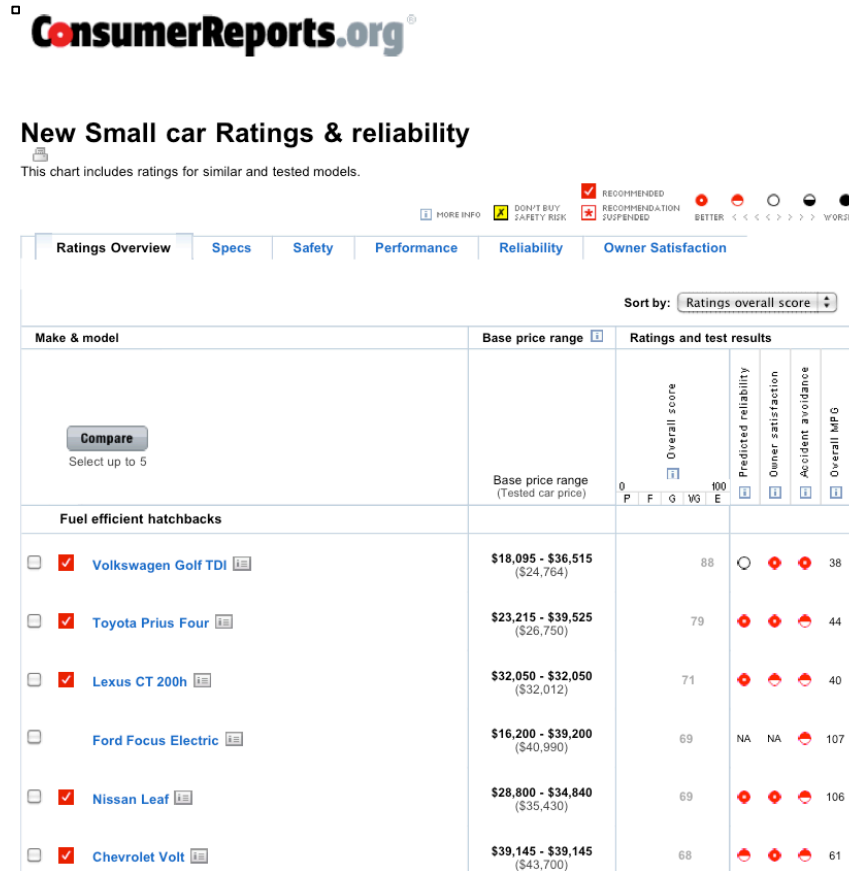 ConsumerReports.org®
New Small car Ratings & reliability
This chart includes ratings for similar and tested models.
MORE INFO
DON'T BUY SAFETY RISK
RECOMMENDED
RECOMMENDATION SUSPENDED
BETTER < < < < > > > > WORSE
Ratings Overview Specs Safety Performance Reliability Owner Satisfaction
Sort by: Ratings overall score
Make & model Base price range Ratings and test results
Compare
Select up to 5
Base price range
(Tested car price)
Overall score
0 100
P F G VG E
Predicted reliability
Owner satisfaction
Accident avoidance
Overall MPG
Fuel efficient hatchbacks
Volkswagen Golf TDI $18,095 - $36,515 88 38
($24,764)
Toyota Prius Four $23,215 - $39,525 79 44
($26,750)
Lexus CT 200h $32,050 - $32,050 71 40
($32,012)
Ford Focus Electric $16,200 - $39,200 69 NA NA 107
($40,990)
Nissan Leaf $28,800 - $34,840 69 106
($35,430)
Chevrolet Volt $39,145 - $39,145 68 61
($43,700)